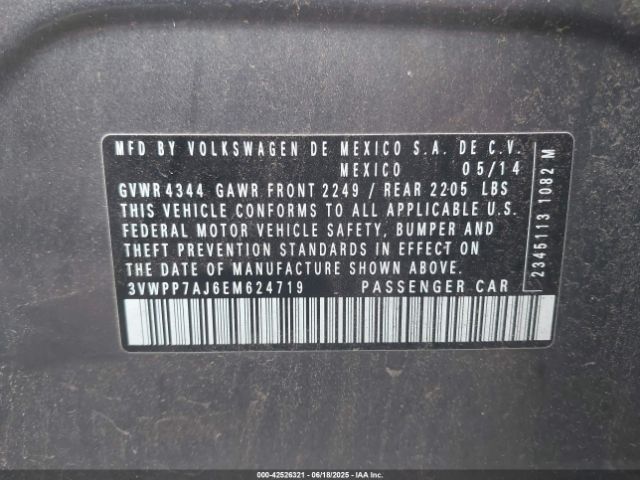 MFD BY VOLKSWAGEN DE MEXICO S.A. DE C.V.
MEXICO 05/14
GVWR 4344 GAWR FRONT 2249 / REAR 2205 LBS
THIS VEHICLE CONFORMS TO ALL APPLICABLE U.S.
FEDERAL MOTOR VEHICLE SAFETY, BUMPER AND
THEFT PREVENTION STANDARDS IN EFFECT ON
THE DATE OF MANUFACTURE SHOWN ABOVE.
3VWPP7AJ6EM624719 PASSENGER CAR
2345113 1082 M
000-42526321 - 06/18/2025 - IAA Inc.